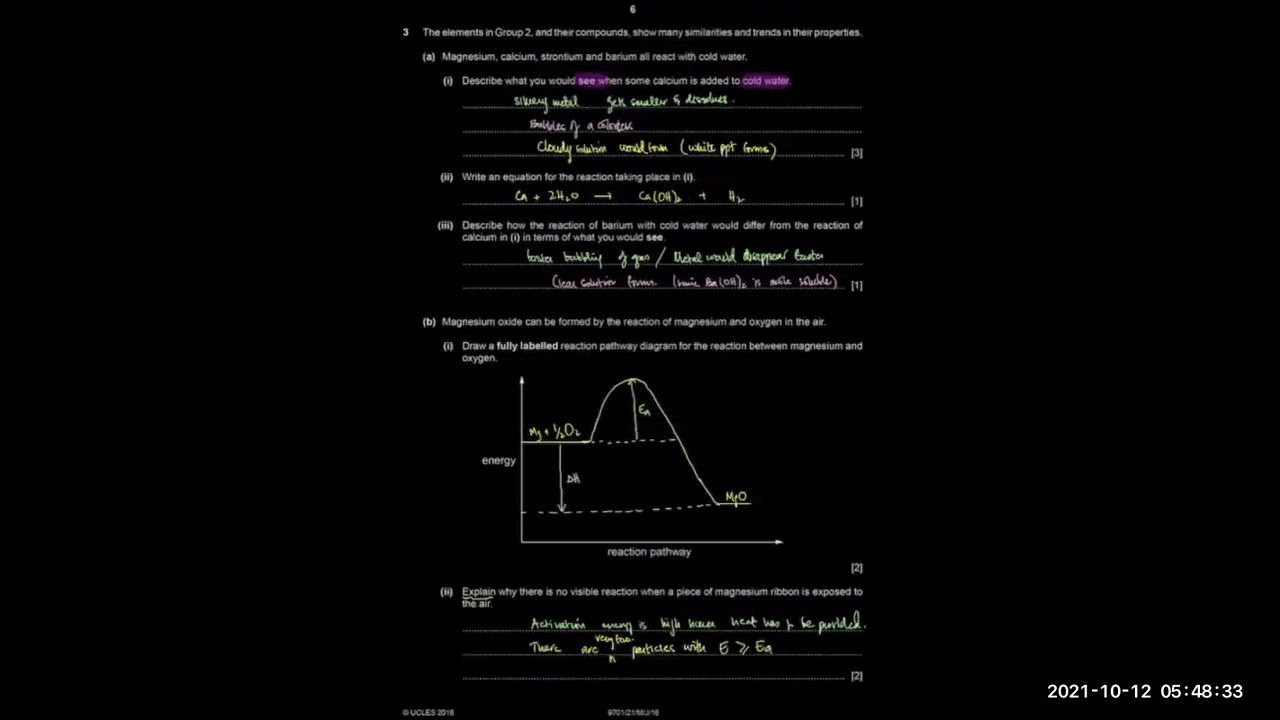 6
3 The elements in Group 2, and their compounds, show many similarities and trends in their properties.
(a) Magnesium, calcium, strontium and barium all react with cold water.
(i) Describe what you would see when some calcium is added to cold water.
silvery metal gets smaller & dissolves.
Bubbles of a colorless
Cloudy solution would form (white ppt forms)
[3]
(ii) Write an equation for the reaction taking place in (i).
Ca + 2H₂O → Ca(OH)₂ + H₂
[1]
(iii) Describe how the reaction of barium with cold water would differ from the reaction of
calcium in (i) in terms of what you would see.
faster bubbling of gas / Metal would disappear faster
Clear solution forms. (since Ba(OH)₂ is more soluble)
[1]
(b) Magnesium oxide can be formed by the reaction of magnesium and oxygen in the air.
(i) Draw a fully labelled reaction pathway diagram for the reaction between magnesium and
oxygen.
Ea
Mg + ½O₂
energy
ΔH
MgO
reaction pathway
[2]
(ii) Explain why there is no visible reaction when a piece of magnesium ribbon is exposed to
the air.
Activation energy is high hence heat has to be provided.
There are very few particles with E ⩾ Ea
[2]
© UCLES 2016
9701/21/M/J/16
2021-10-12 05:48:33